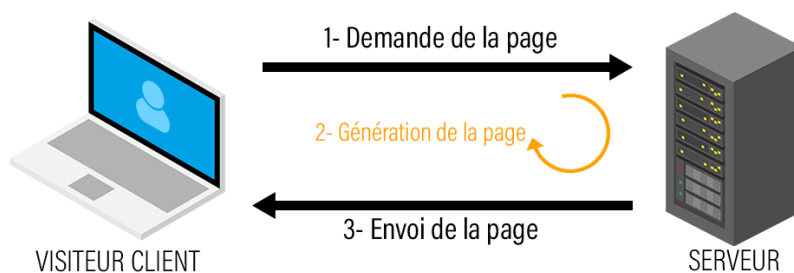 1- Demande de la page
2- Génération de la page
3- Envoi de la page
VISITEUR CLIENT
SERVEUR